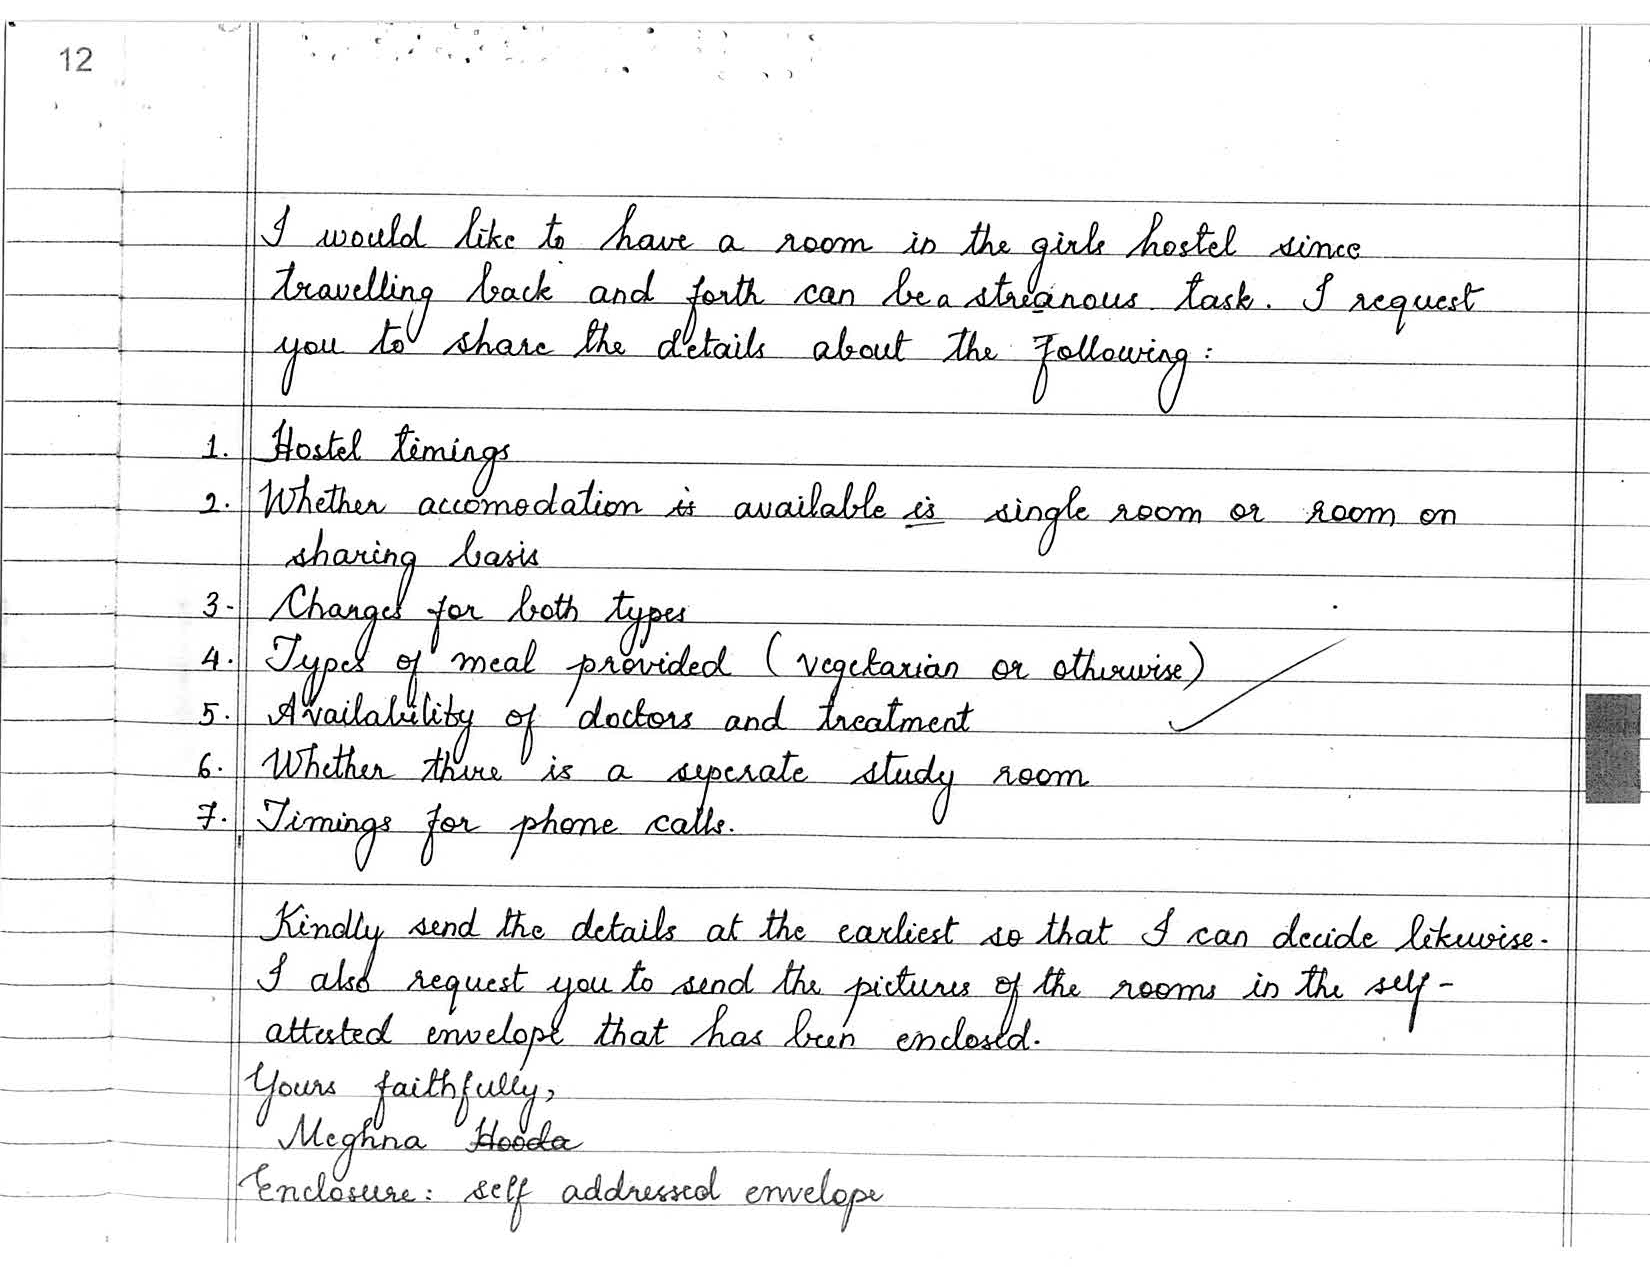 12
I would like to have a room in the girls hostel since
travelling back and forth can be a streanous task. I request
you to share the details about the following:
1. Hostel timings
2. Whether accomodation is available is single room or room on
sharing basis
3. Charges for both types
4. Types of meal provided (vegetarian or otherwise)
5. Availability of doctors and treatment
6. Whether there is a seperate study room
7. Timings for phone calls.
Kindly send the details at the earliest so that I can decide likewise.
I also request you to send the pictures of the rooms in the self-
attested envelope that has been enclosed.
Yours faithfully,
Meghna Hooda
Enclosure: self addressed envelope